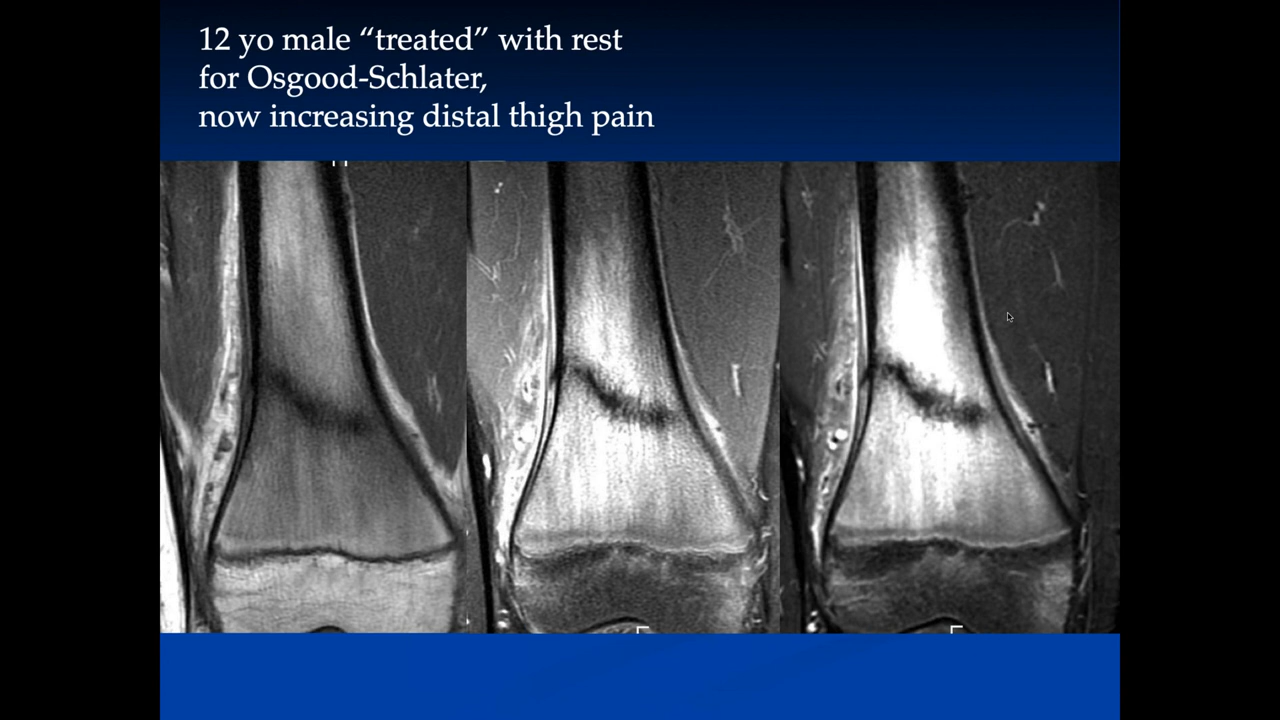 12 yo male “treated” with rest
for Osgood-Schlater,
now increasing distal thigh pain